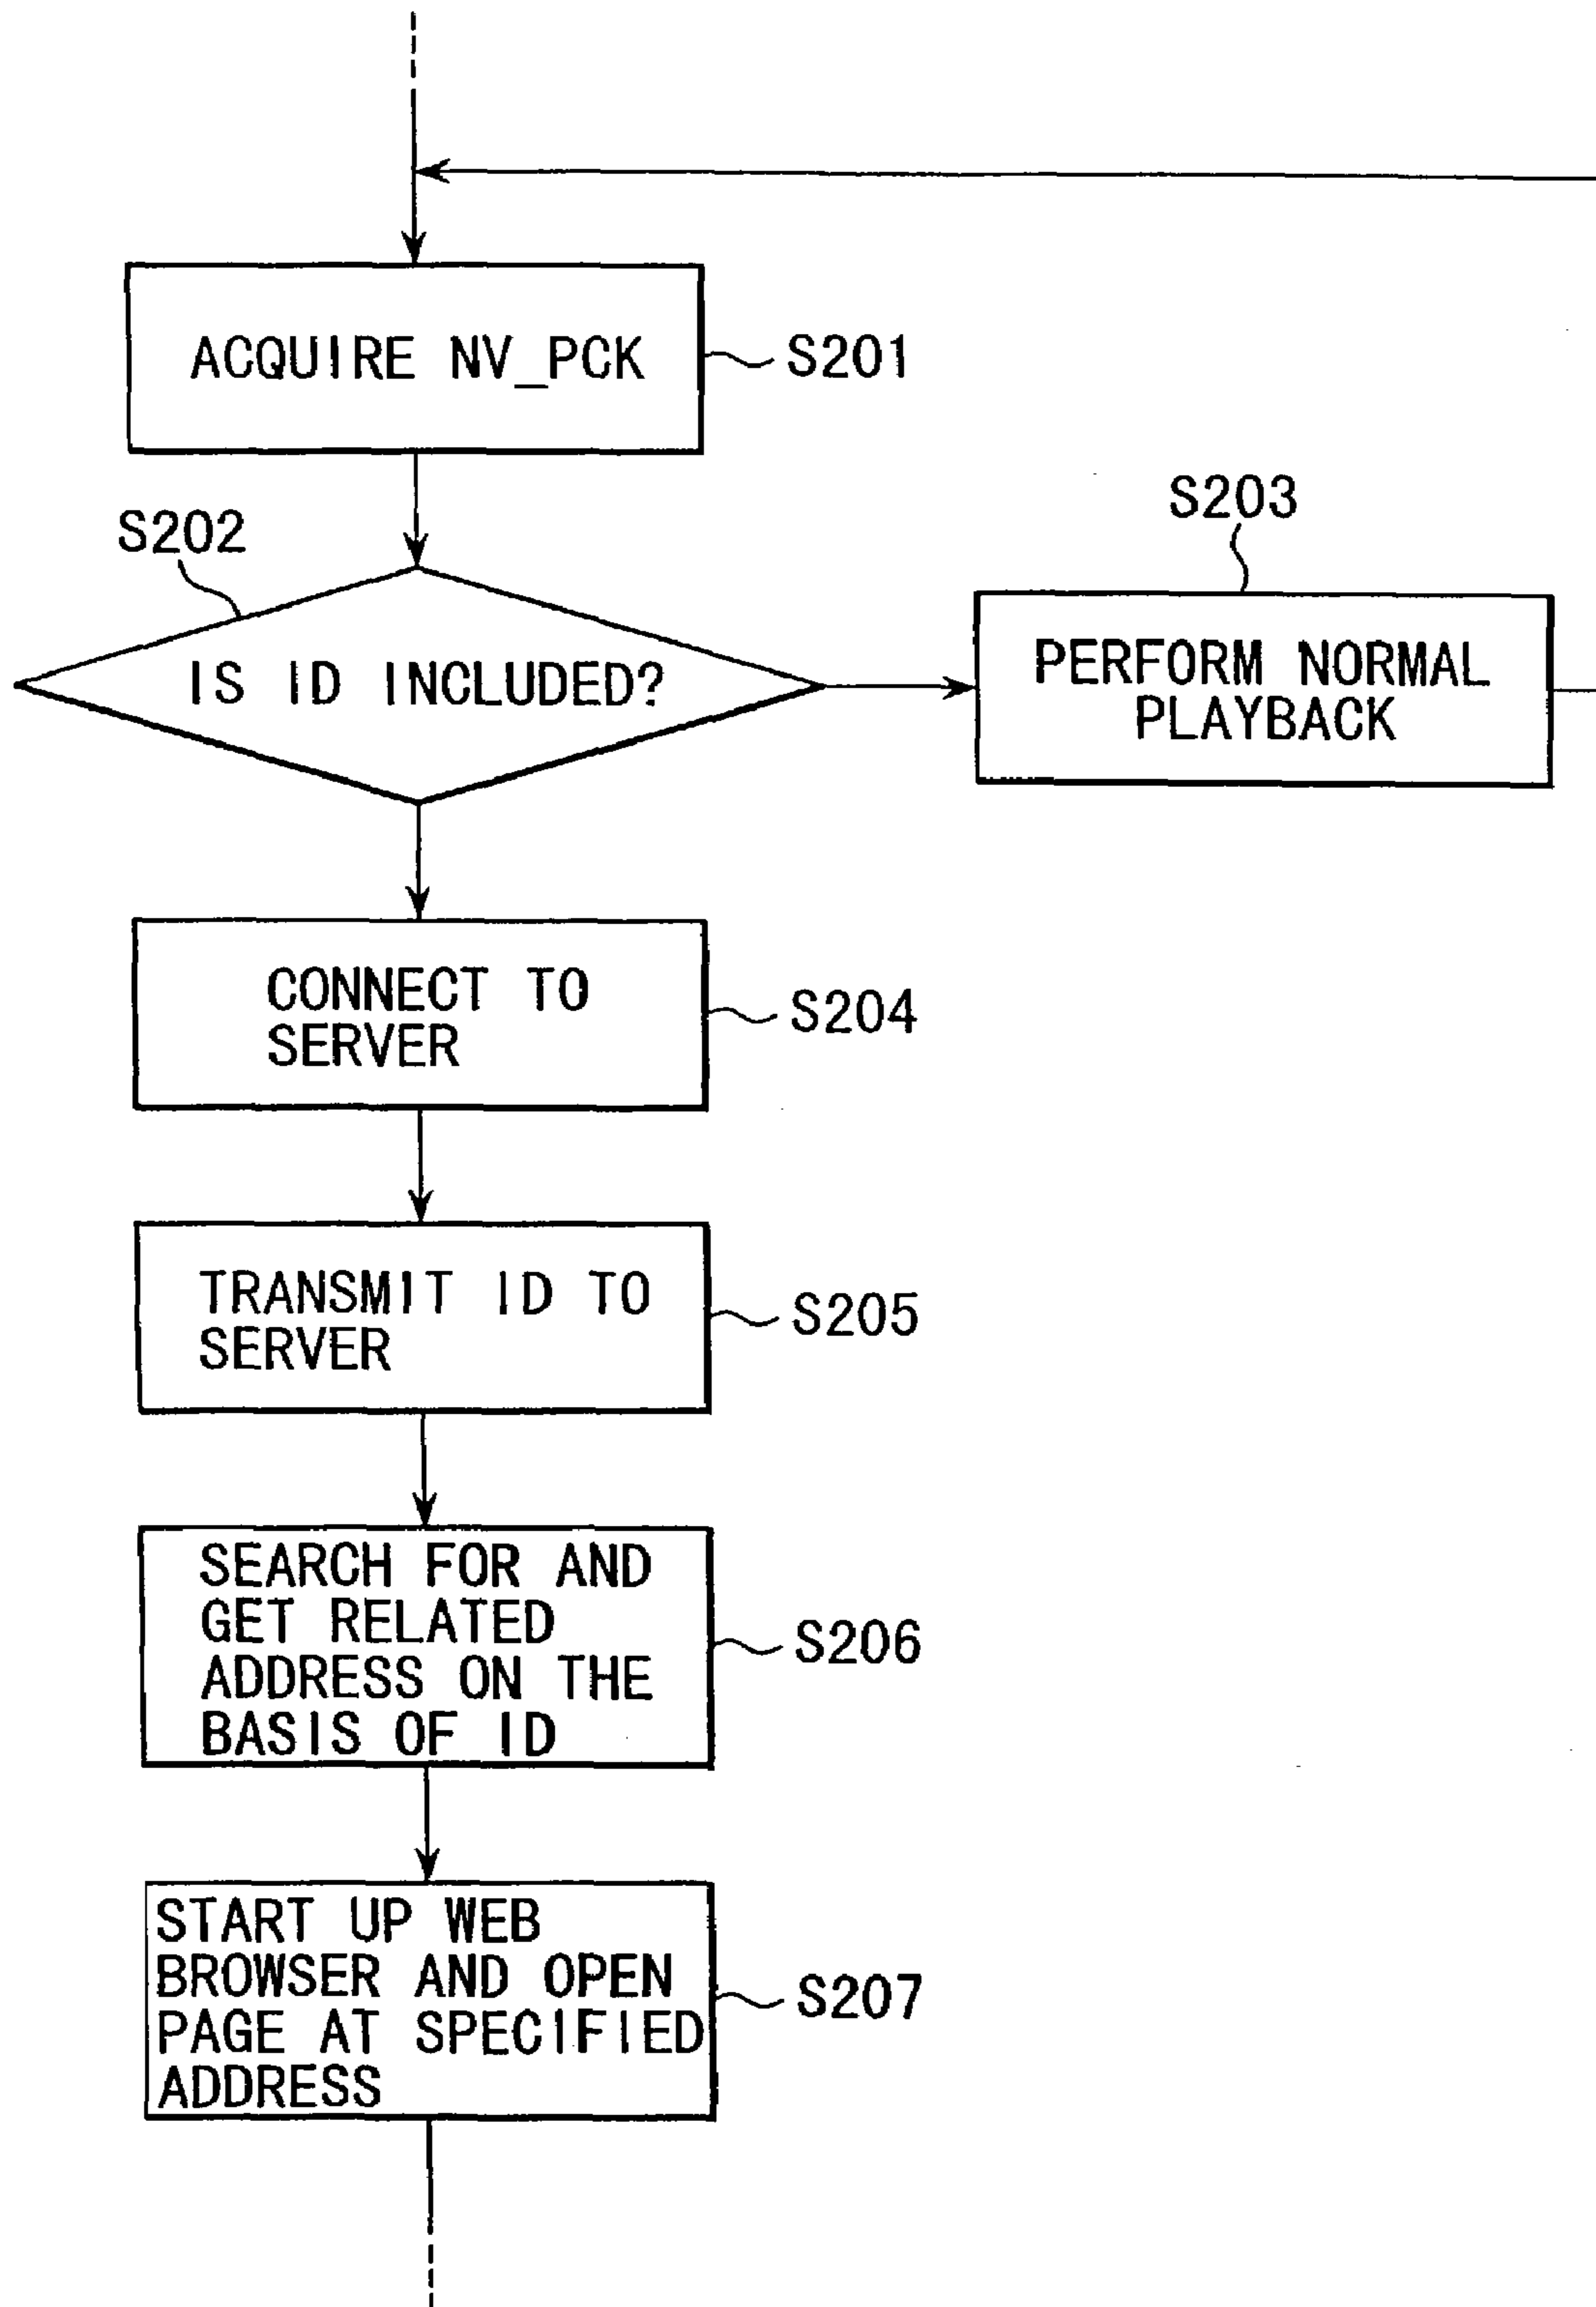 ACQUIRE NV_PCK
S201
S202
IS ID INCLUDED?
S203
PERFORM NORMAL
PLAYBACK
CONNECT TO
SERVER
S204
TRANSMIT ID TO
SERVER
S205
SEARCH FOR AND
GET RELATED
ADDRESS ON THE
BASIS OF ID
S206
START UP WEB
BROWSER AND OPEN
PAGE AT SPECIFIED
ADDRESS
S207